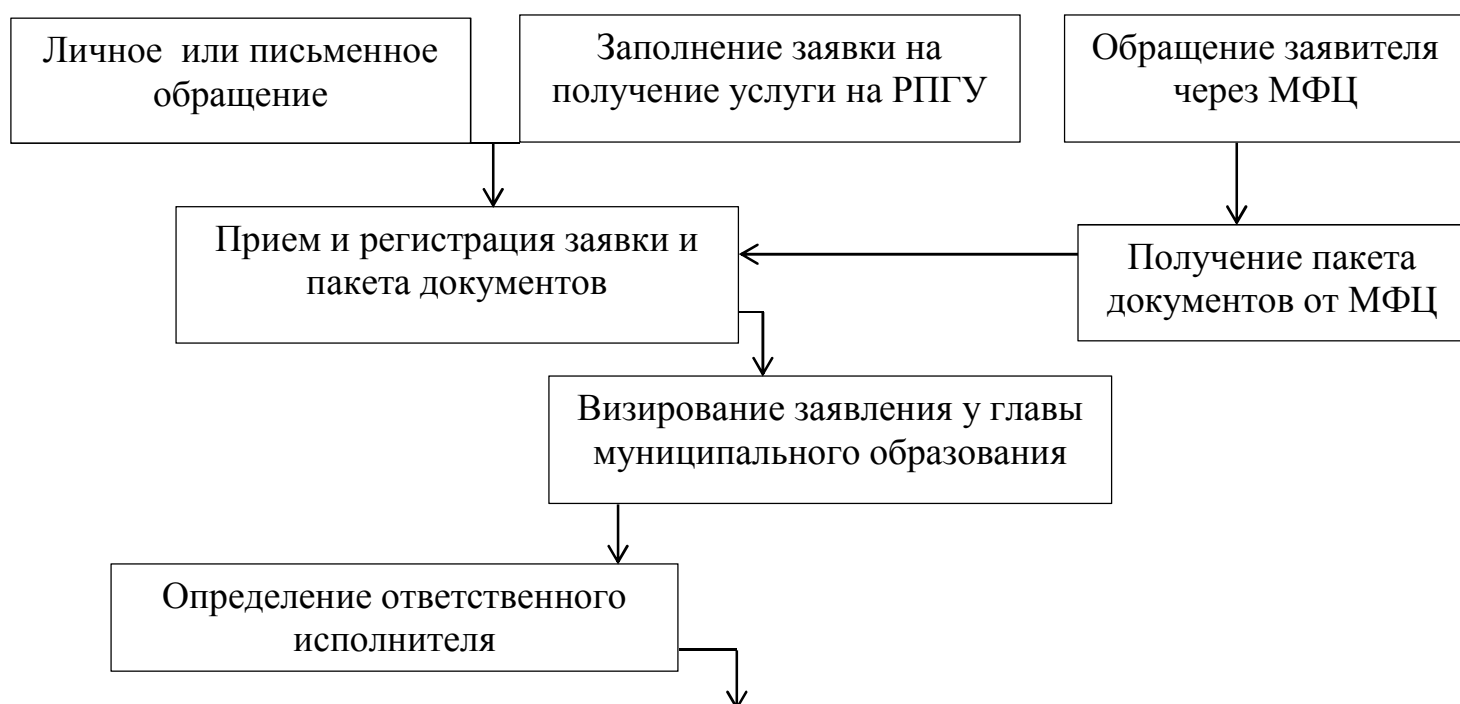 Личное или письменное
обращение
Заполнение заявки на
получение услуги на РПГУ
Обращение заявителя
через МФЦ
Прием и регистрация заявки и
пакета документов
Получение пакета
документов от МФЦ
Визирование заявления у главы
муниципального образования
Определение ответственного
исполнителя